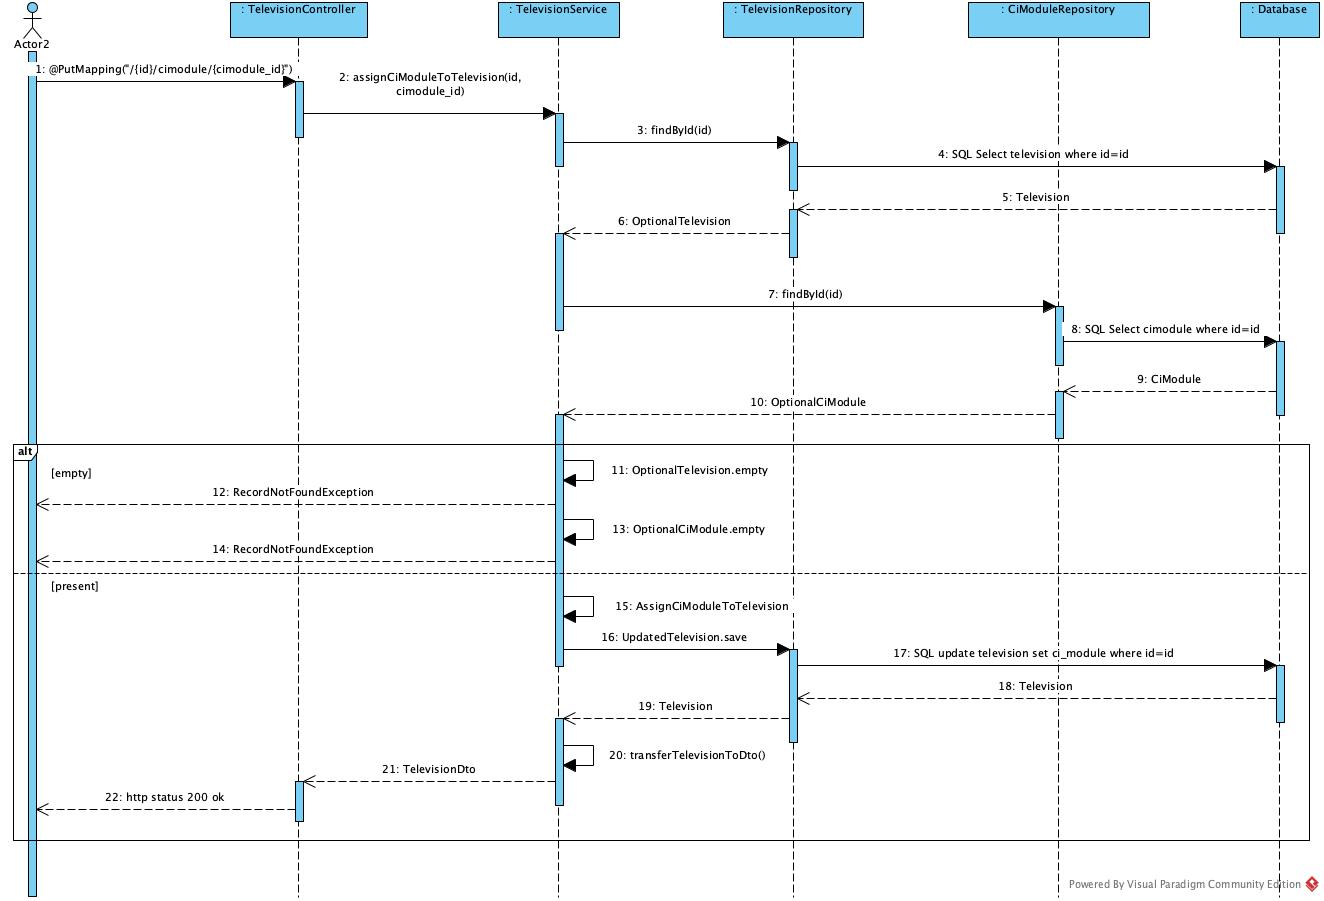 : TelevisionController
: TelevisionService
: TelevisionRepository
: CiModuleRepository
: Database
Actor2
1: @PutMapping("/{id}/cimodule/{cimodule_id}")
2: assignCiModuleToTelevision(id,
cimodule_id)
3: findById(id)
4: SQL Select television where id=id
5: Television
6: OptionalTelevision
7: findById(id)
8: SQL Select cimodule where id=id
9: CiModule
10: OptionalCiModule
alt
[empty]
11: OptionalTelevision.empty
12: RecordNotFoundException
13: OptionalCiModule.empty
14: RecordNotFoundException
[present]
15: AssignCiModuleToTelevision
16: UpdatedTelevision.save
17: SQL update television set ci_module where id=id
18: Television
19: Television
20: transferTelevisionToDto()
21: TelevisionDto
22: http status 200 ok
Powered By Visual Paradigm Community Edition